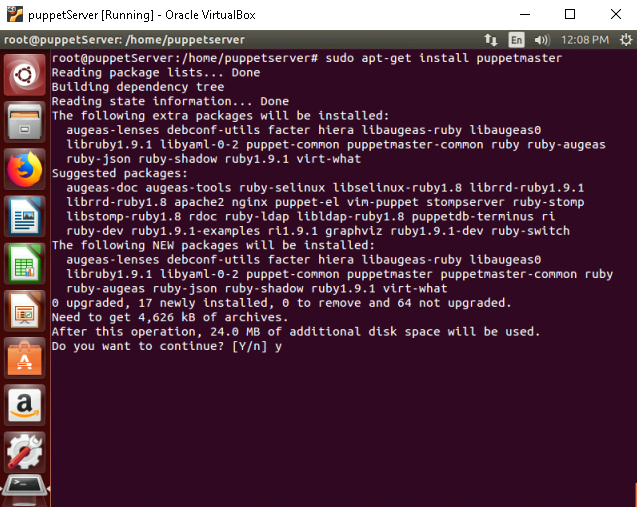 puppetServer [Running] - Oracle VirtualBox
root@puppetServer: /home/puppetserver
En
12:08 PM
root@puppetServer:/home/puppetserver# sudo apt-get install puppetmaster
Reading package lists... Done
Building dependency tree
Reading state information... Done
The following extra packages will be installed:
augeas-lenses debconf-utils facter hiera libaugeas-ruby libaugeas0
libruby1.9.1 libyaml-0-2 puppet-common puppetmaster-common ruby ruby-augeas
ruby-json ruby-shadow ruby1.9.1 virt-what
Suggested packages:
augeas-doc augeas-tools ruby-selinux libselinux-ruby1.8 librrd-ruby1.9.1
librrd-ruby1.8 apache2 nginx puppet-el vim-puppet stompserver ruby-stomp
libstomp-ruby1.8 rdoc ruby-ldap libldap-ruby1.8 puppetdb-terminus ri
ruby-dev ruby1.9.1-examples ri1.9.1 graphviz ruby1.9.1-dev ruby-switch
The following NEW packages will be installed:
augeas-lenses debconf-utils facter hiera libaugeas-ruby libaugeas0
libruby1.9.1 libyaml-0-2 puppet-common puppetmaster puppetmaster-common ruby
ruby-augeas ruby-json ruby-shadow ruby1.9.1 virt-what
0 upgraded, 17 newly installed, 0 to remove and 64 not upgraded.
Need to get 4,626 kB of archives.
After this operation, 24.0 MB of additional disk space will be used.
Do you want to continue? [Y/n] y